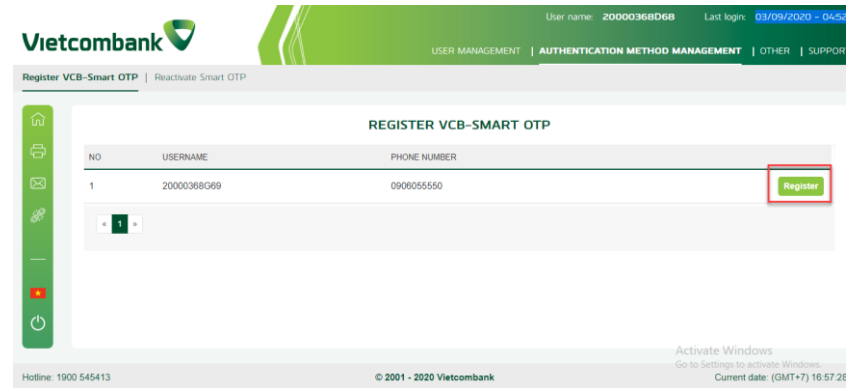 User name: 20000368D68 Last login: 03/09/2020 - 04:52
Vietcombank
USER MANAGEMENT | AUTHENTICATION METHOD MANAGEMENT | OTHER | SUPPORT
Register VCB-Smart OTP | Reactivate Smart OTP
REGISTER VCB-SMART OTP
NO USERNAME PHONE NUMBER
1 20000368G69 0906055550 Register
« 1 »
Activate Windows
Go to Settings to activate Windows.
Hotline: 1900 545413 © 2001 - 2020 Vietcombank Current date: (GMT+7) 16:57:28